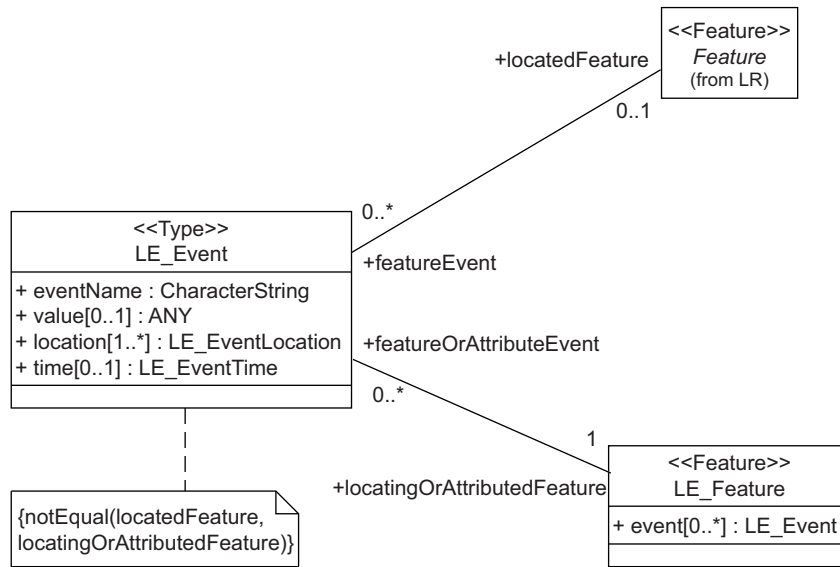 <<Feature>>
Feature
(from LR)
+locatedFeature
0..1
0..*
+featureEvent
<<Type>>
LE_Event
+ eventName : CharacterString
+ value[0..1] : ANY
+ location[1..*] : LE_EventLocation
+ time[0..1] : LE_EventTime
+featureOrAttributeEvent
0..*
1
+locatingOrAttributedFeature
<<Feature>>
LE_Feature
+ event[0..*] : LE_Event
{notEqual(locatedFeature,
locatingOrAttributedFeature)}